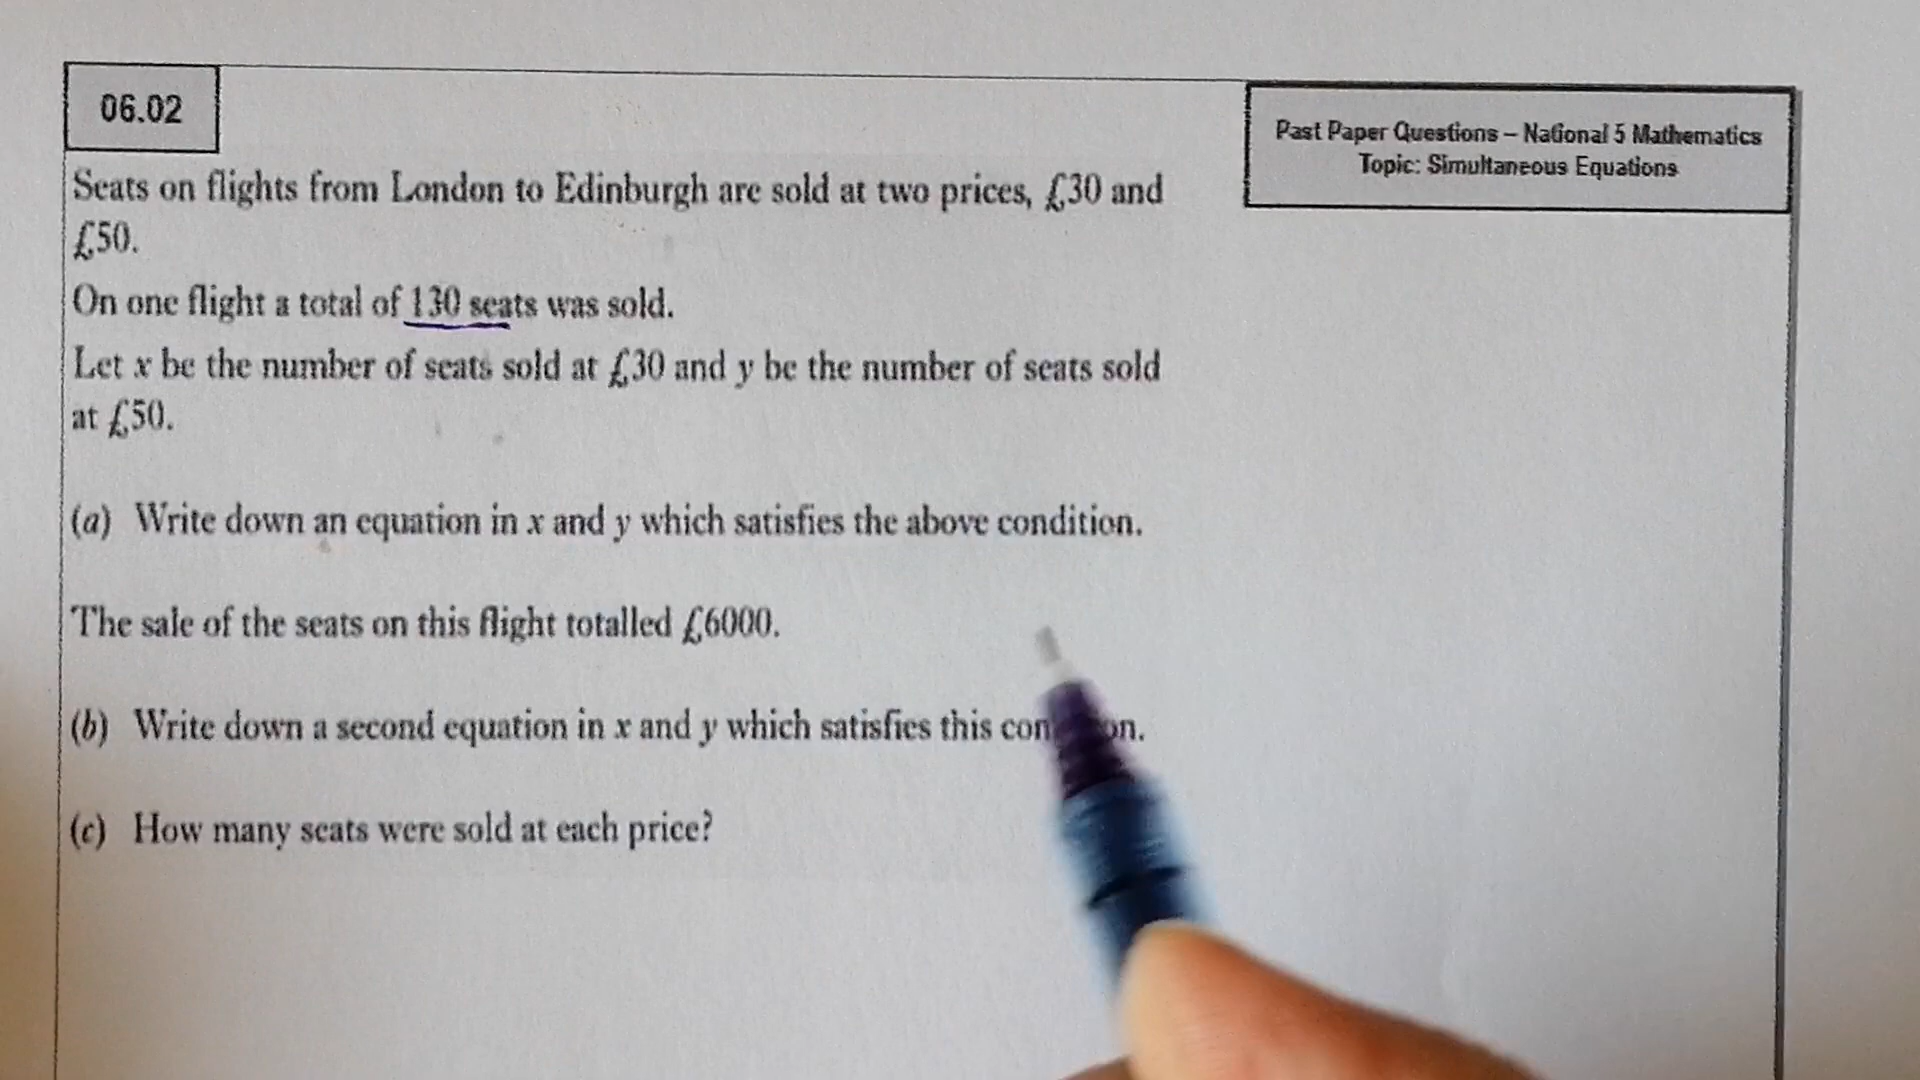 06.02
Past Paper Questions – National 5 Mathematics
Topic: Simultaneous Equations
Seats on flights from London to Edinburgh are sold at two prices, £30 and
£50.
On one flight a total of 130 seats was sold.
Let x be the number of seats sold at £30 and y be the number of seats sold
at £50.
(a) Write down an equation in x and y which satisfies the above condition.
The sale of the seats on this flight totalled £6000.
(b) Write down a second equation in x and y which satisfies this
(c) How many seats were sold at each price?